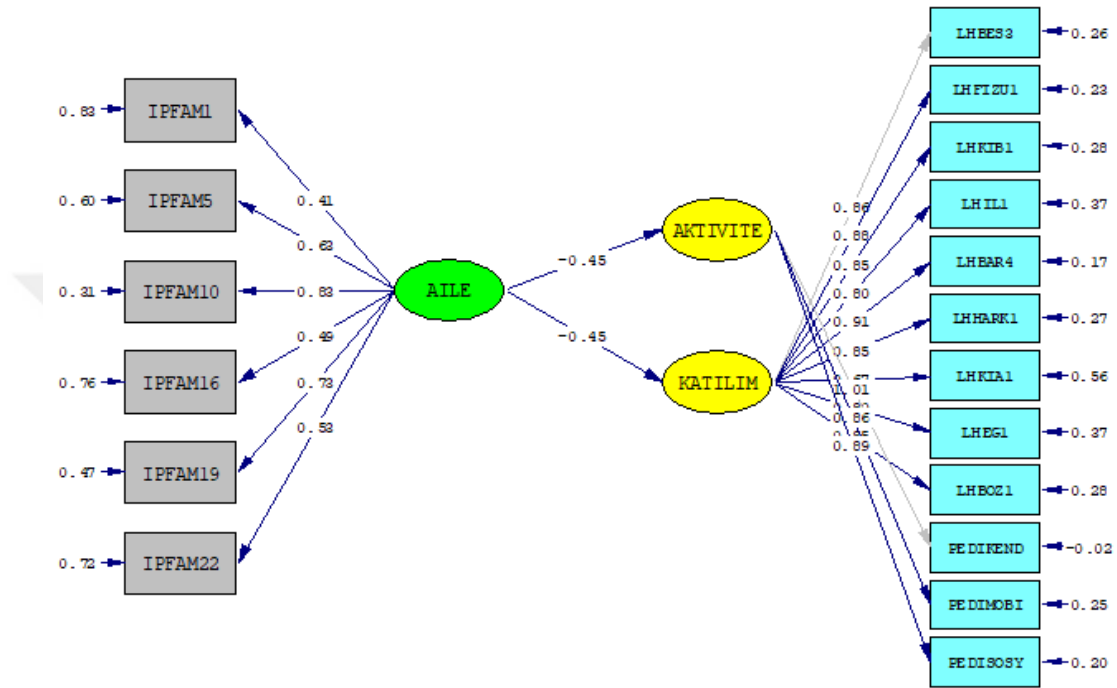 0.83
IPFAM1
0.60
IPFAM5
0.31
IPFAM10
0.76
IPFAM16
0.47
IPFAM19
0.72
IPFAM22
0.41
0.63
0.83
0.49
0.73
0.53
AILE
-0.45
-0.45
AKTIVITE
KATILIM
0.86
0.88
0.85
0.80
0.91
0.85
1.01
0.86
0.89
LHBES3
0.26
LHFIZU1
0.23
LHKIB1
0.28
LHIL1
0.37
LHBAR4
0.17
LHHARK1
0.27
LHKIA1
0.56
LHEG1
0.37
LHBOZ1
0.28
PEDIKEND
-0.02
PEDIMOBI
0.25
PEDISOSY
0.20